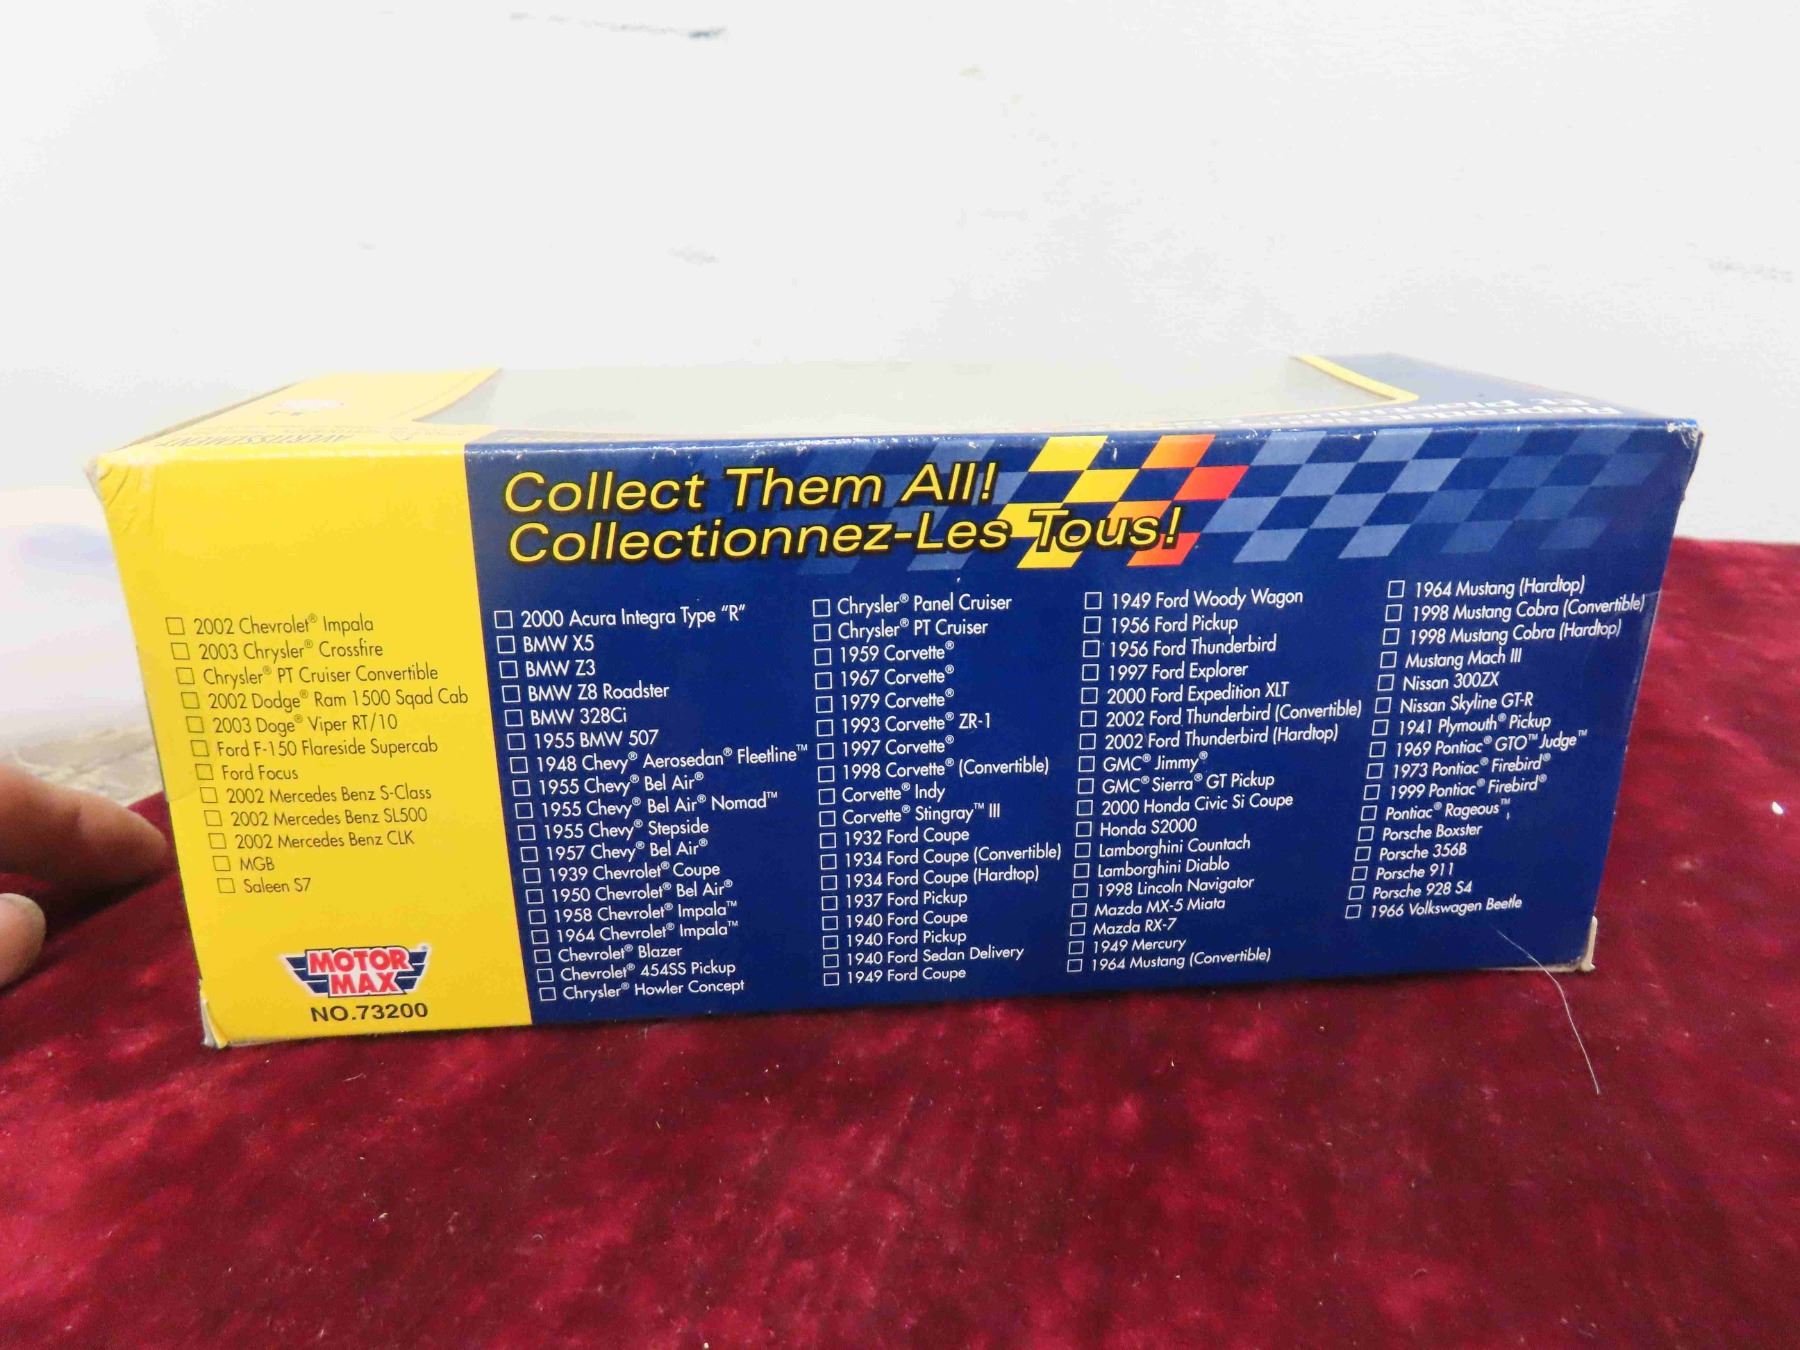 AVERTISSEMENT
Collect Them All!
Collectionnez-Les Tous!
2002 Chevrolet® Impala
2003 Chrysler® Crossfire
Chrysler® PT Cruiser Convertible
2002 Dodge® Ram 1500 Sqad Cab
2003 Doge® Viper RT/10
Ford F-150 Flareside Supercab
Ford Focus
2002 Mercedes Benz S-Class
2002 Mercedes Benz SL500
2002 Mercedes Benz CLK
MGB
Saleen S7
MOTOR
MAX®
NO.73200
2000 Acura Integra Type “R”
BMW X5
BMW Z3
BMW Z8 Roadster
BMW 328Ci
1955 BMW 507
1948 Chevy® Aerosedan® Fleetline™
1955 Chevy® Bel Air®
1955 Chevy® Bel Air® Nomad™
1955 Chevy® Stepside
1957 Chevy® Bel Air®
1939 Chevrolet® Coupe
1950 Chevrolet® Bel Air®
1958 Chevrolet® Impala™
1964 Chevrolet® Impala™
Chevrolet® Blazer
Chevrolet® 454SS Pickup
Chrysler® Howler Concept
Chrysler® Panel Cruiser
Chrysler® PT Cruiser
1959 Corvette®
1967 Corvette®
1979 Corvette®
1993 Corvette® ZR-1
1997 Corvette®
1998 Corvette® (Convertible)
Corvette® Indy
Corvette® Stingray™ III
1932 Ford Coupe
1934 Ford Coupe (Convertible)
1934 Ford Coupe (Hardtop)
1937 Ford Pickup
1940 Ford Coupe
1940 Ford Pickup
1940 Ford Sedan Delivery
1949 Ford Coupe
1949 Ford Woody Wagon
1956 Ford Pickup
1956 Ford Thunderbird
1997 Ford Explorer
2000 Ford Expedition XLT
2002 Ford Thunderbird (Convertible)
2002 Ford Thunderbird (Hardtop)
GMC® Jimmy®
GMC® Sierra® GT Pickup
2000 Honda Civic Si Coupe
Honda S2000
Lamborghini Countach
Lamborghini Diablo
1998 Lincoln Navigator
Mazda MX-5 Miata
Mazda RX-7
1949 Mercury
1964 Mustang (Convertible)
1964 Mustang (Hardtop)
1998 Mustang Cobra (Convertible)
1998 Mustang Cobra (Hardtop)
Mustang Mach III
Nissan 300ZX
Nissan Skyline GT-R
1941 Plymouth® Pickup
1969 Pontiac® GTO™ Judge™
1973 Pontiac® Firebird®
1999 Pontiac® Firebird®
Pontiac® Rageous™
Porsche Boxster
Porsche 356B
Porsche 911
Porsche 928 S4
1966 Volkswagen Beetle